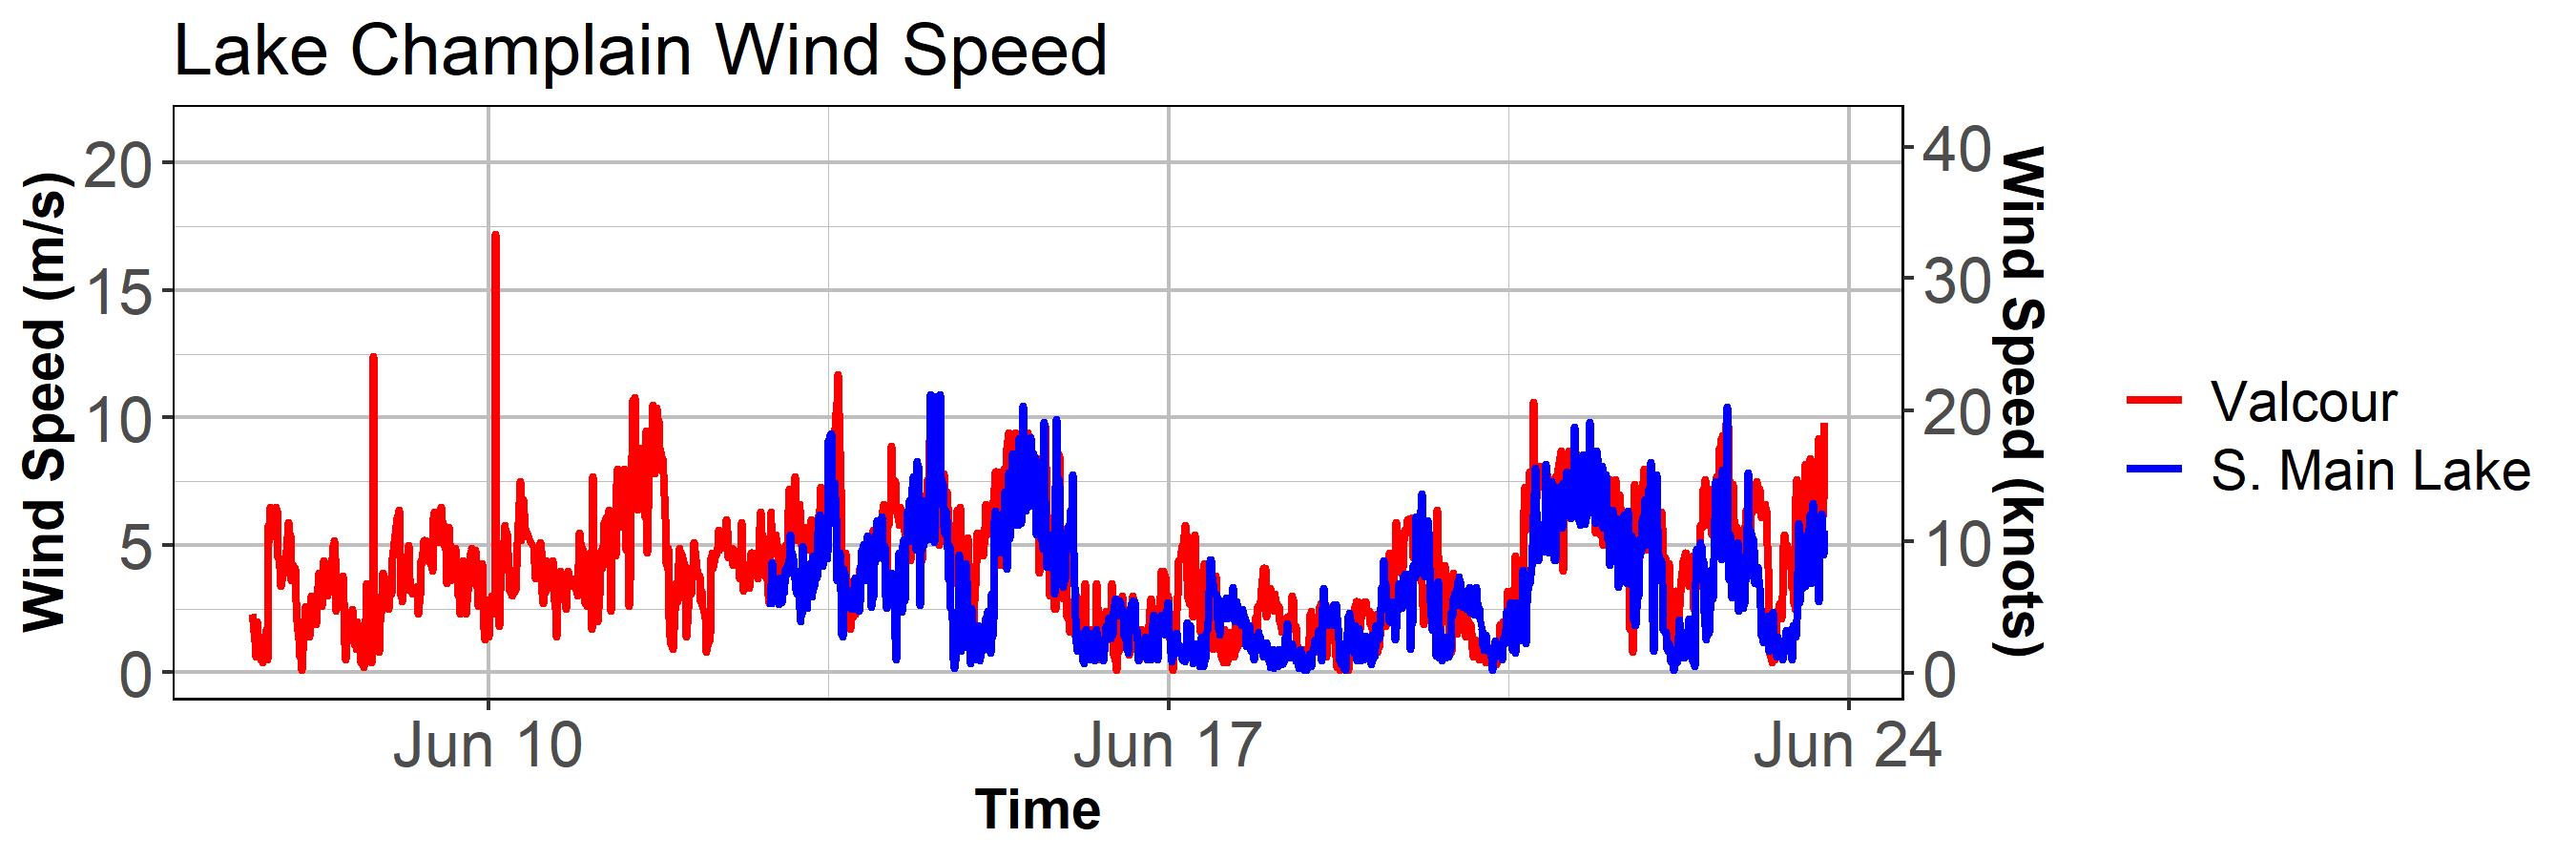 Lake Champlain Wind Speed
Wind Speed (m/s)
20
15
10
5
0
40
30
20
10
0
Wind Speed (knots)
Valcour
S. Main Lake
Jun 10
Jun 17
Jun 24
Time